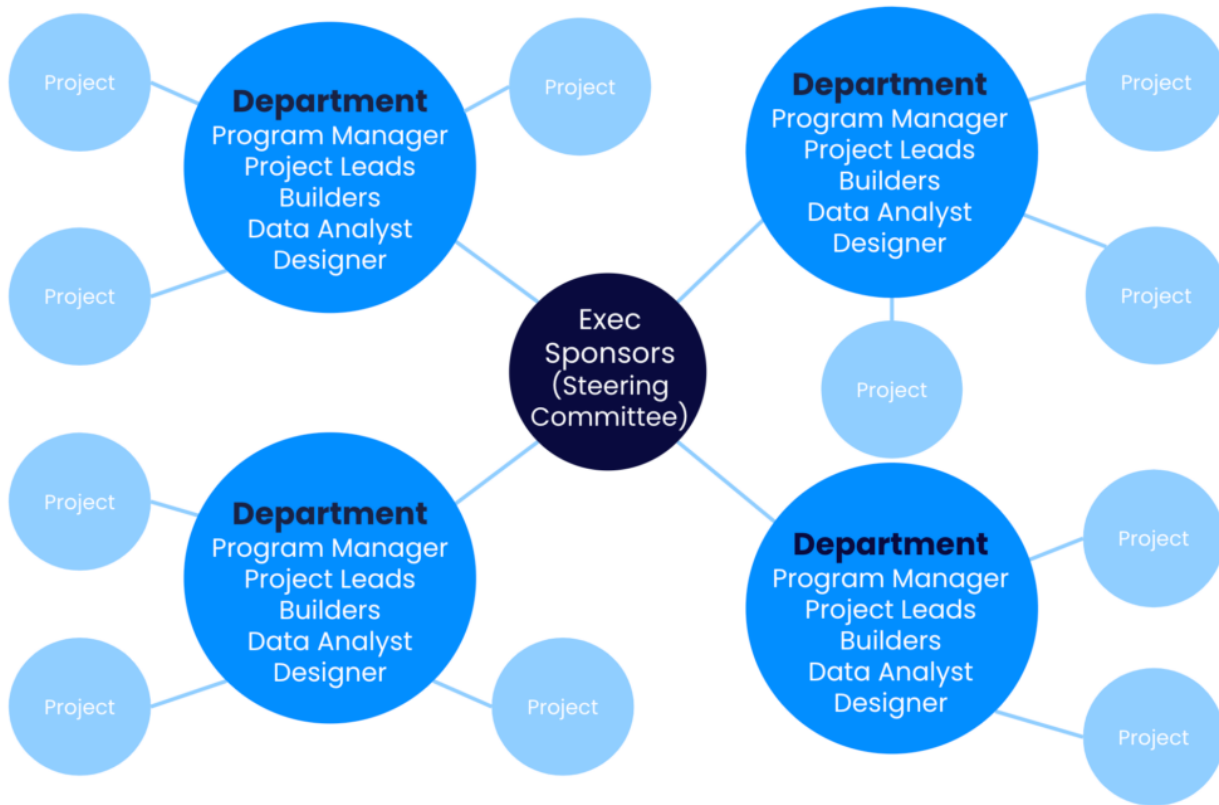 Project
Department
Program Manager
Project Leads
Builders
Data Analyst
Designer
Project
Project
Department
Program Manager
Project Leads
Builders
Data Analyst
Designer
Project
Project
Project
Exec
Sponsors
(Steering
Committee)
Project
Department
Program Manager
Project Leads
Builders
Data Analyst
Designer
Project
Project
Department
Program Manager
Project Leads
Builders
Data Analyst
Designer
Project
Project